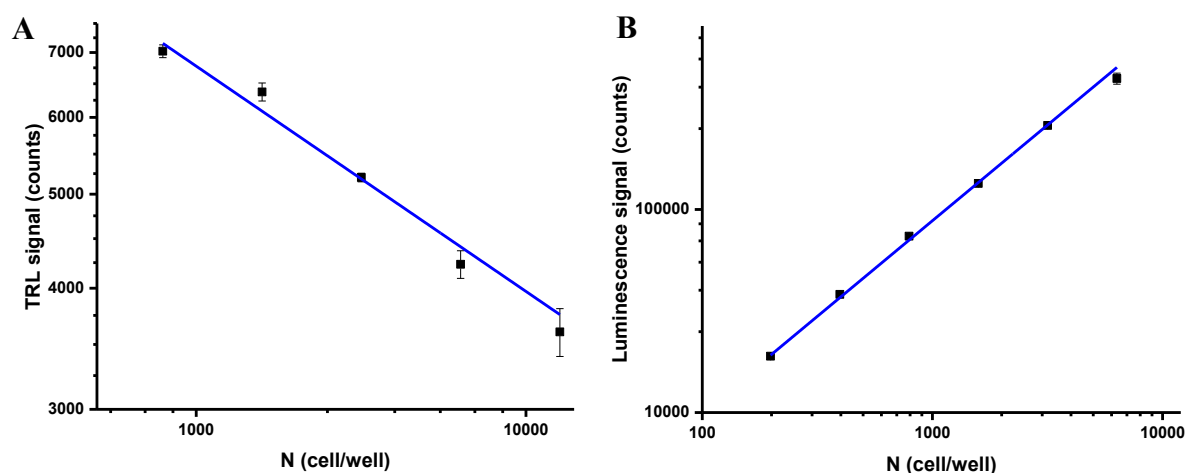 A
TRL signal (counts)
7000
6000
5000
4000
3000
1000
10000
N (cell/well)
B
Luminescence signal (counts)
100000
10000
100
1000
10000
N (cell/well)